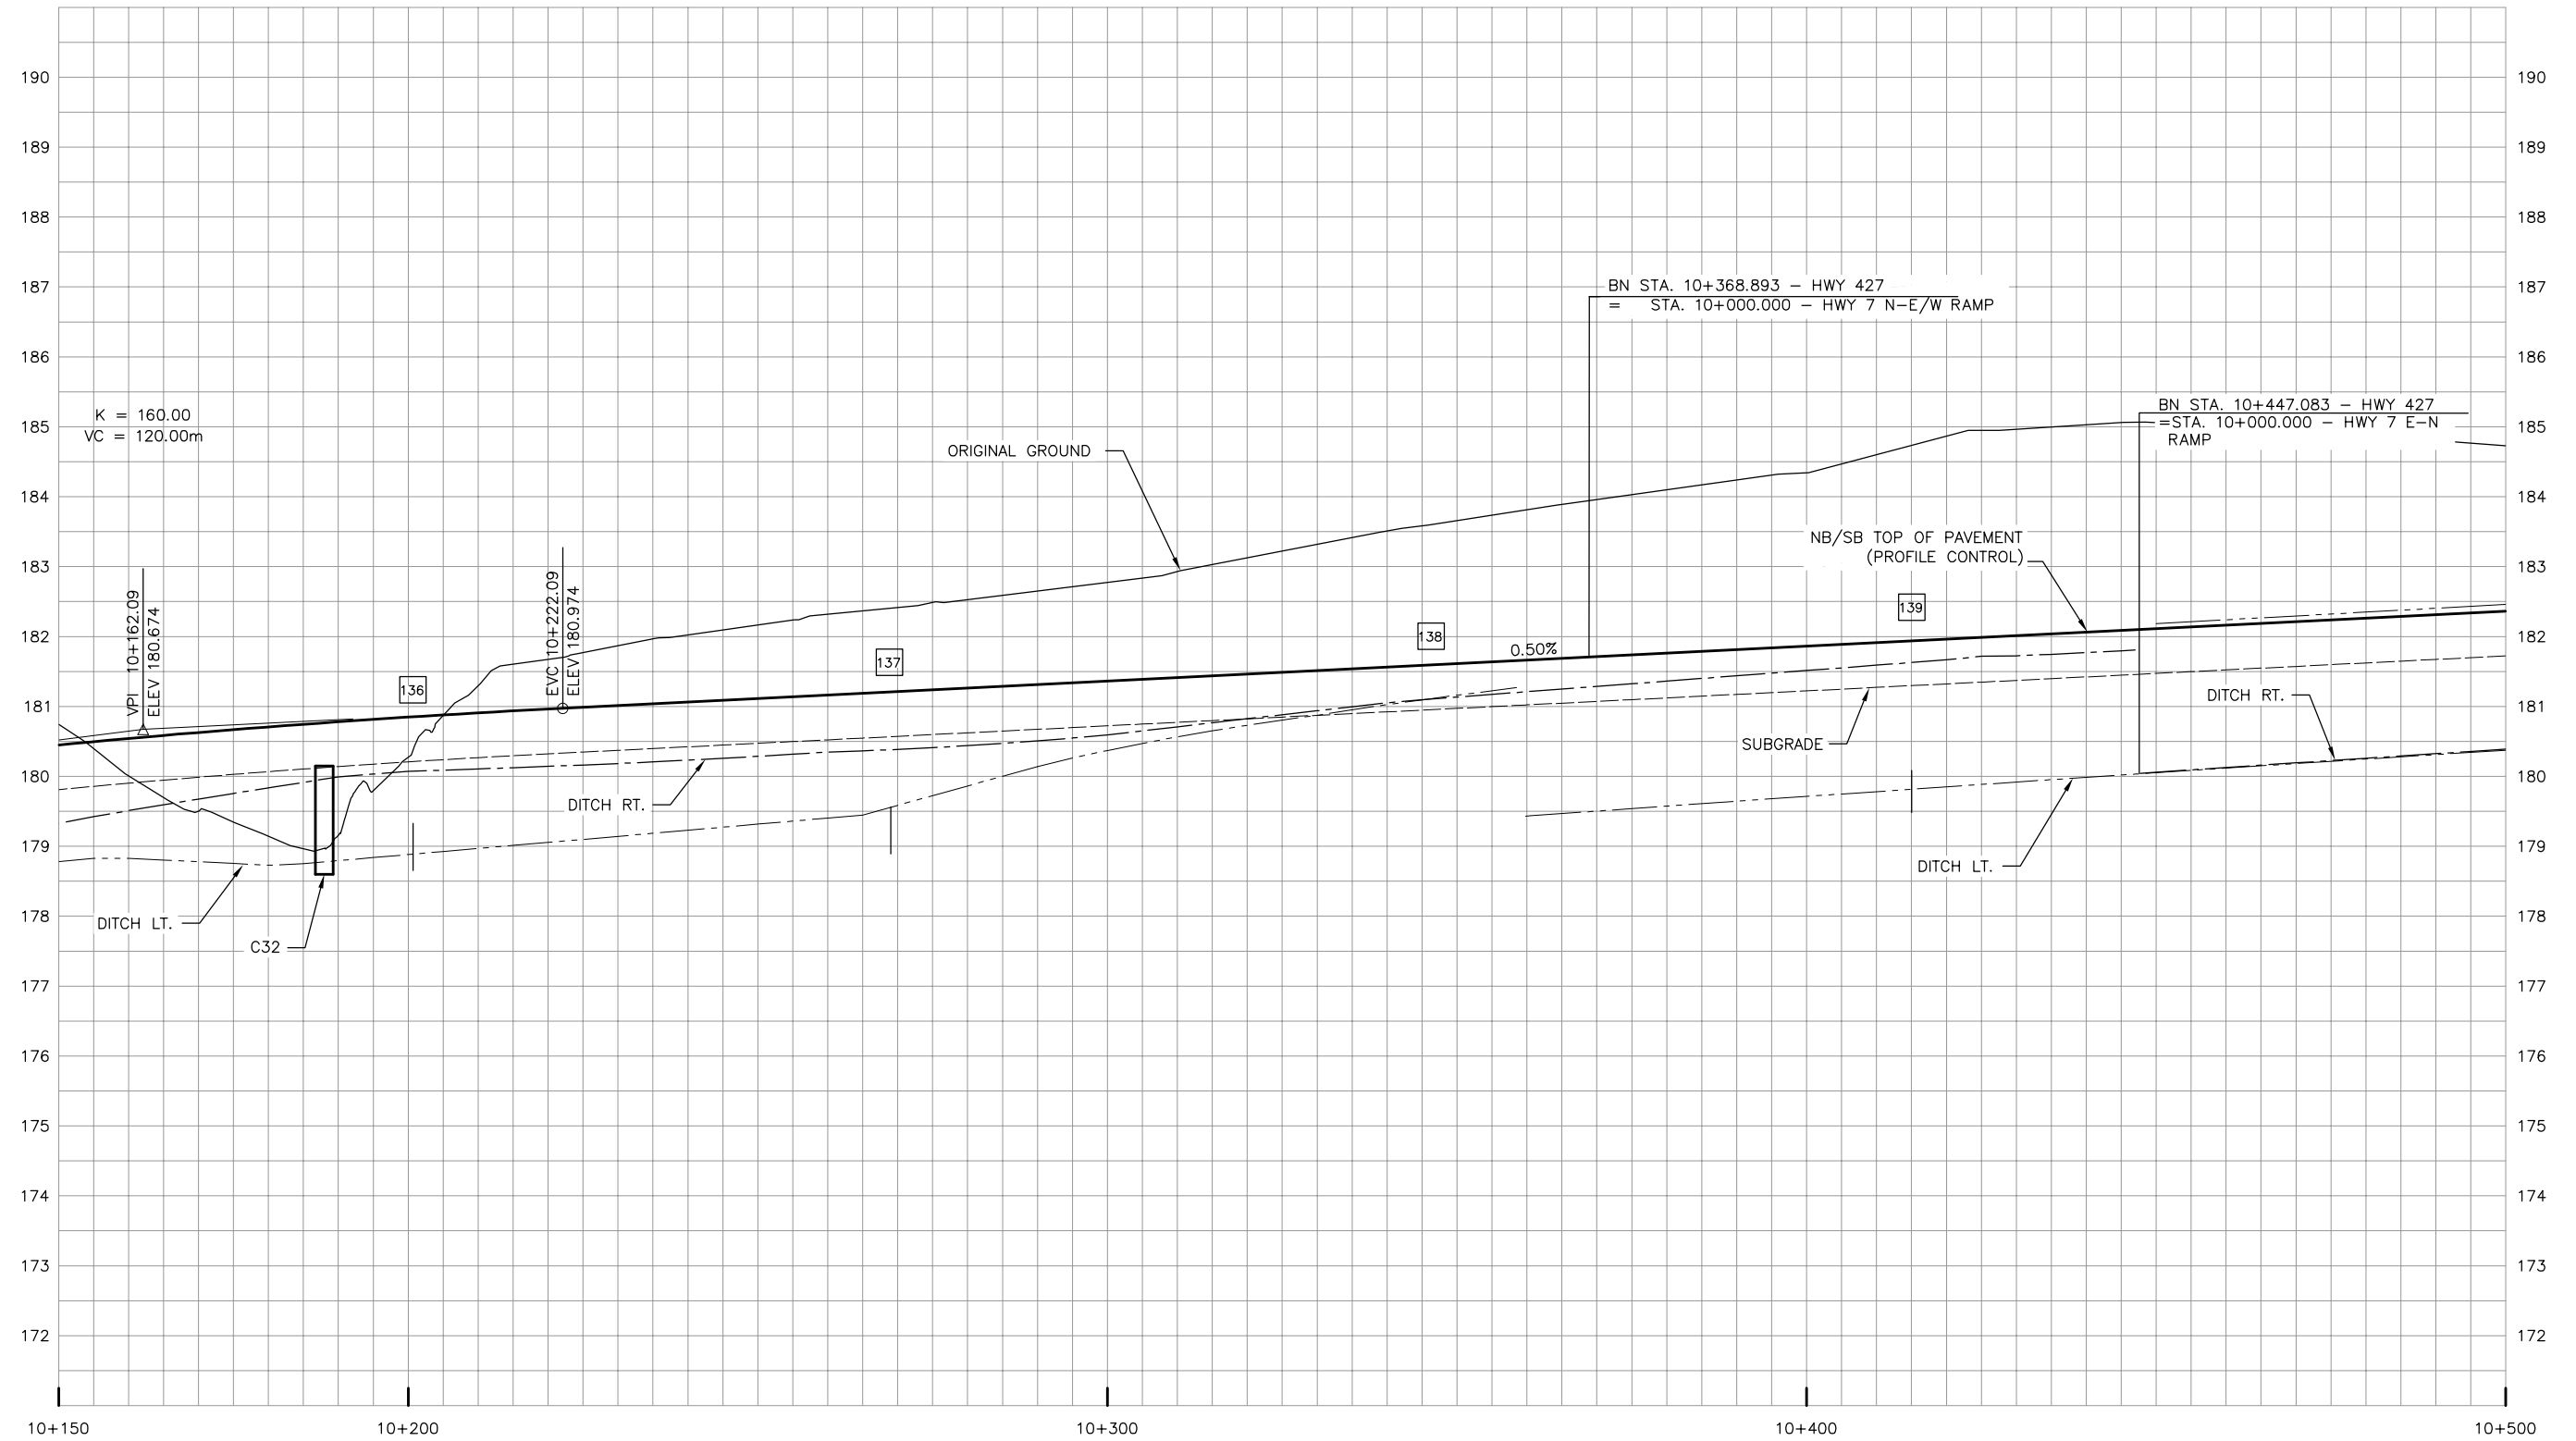 190 190
189 189
188 188
187 187
BN STA. 10+368.893 - HWY 427
= STA. 10+000.000 - HWY 7 N-E/W RAMP
186 186
K = 160.00
VC = 120.00m
185 185
BN STA. 10+447.083 - HWY 427
=STA. 10+000.000 - HWY 7 E-N
RAMP
ORIGINAL GROUND
184 184
NB/SB TOP OF PAVEMENT
(PROFILE CONTROL)
183 183
VPI 10+162.09
ELEV 180.674
EVC 10+222.09
ELEV 180.974
139
182 182
138
0.50%
137
136
181 181
DITCH RT.
SUBGRADE
180 180
DITCH RT.
179 179
DITCH LT.
178 178
DITCH LT.
C32
177 177
176 176
175 175
174 174
173 173
172 172
10+150 10+200 10+300 10+400 10+500